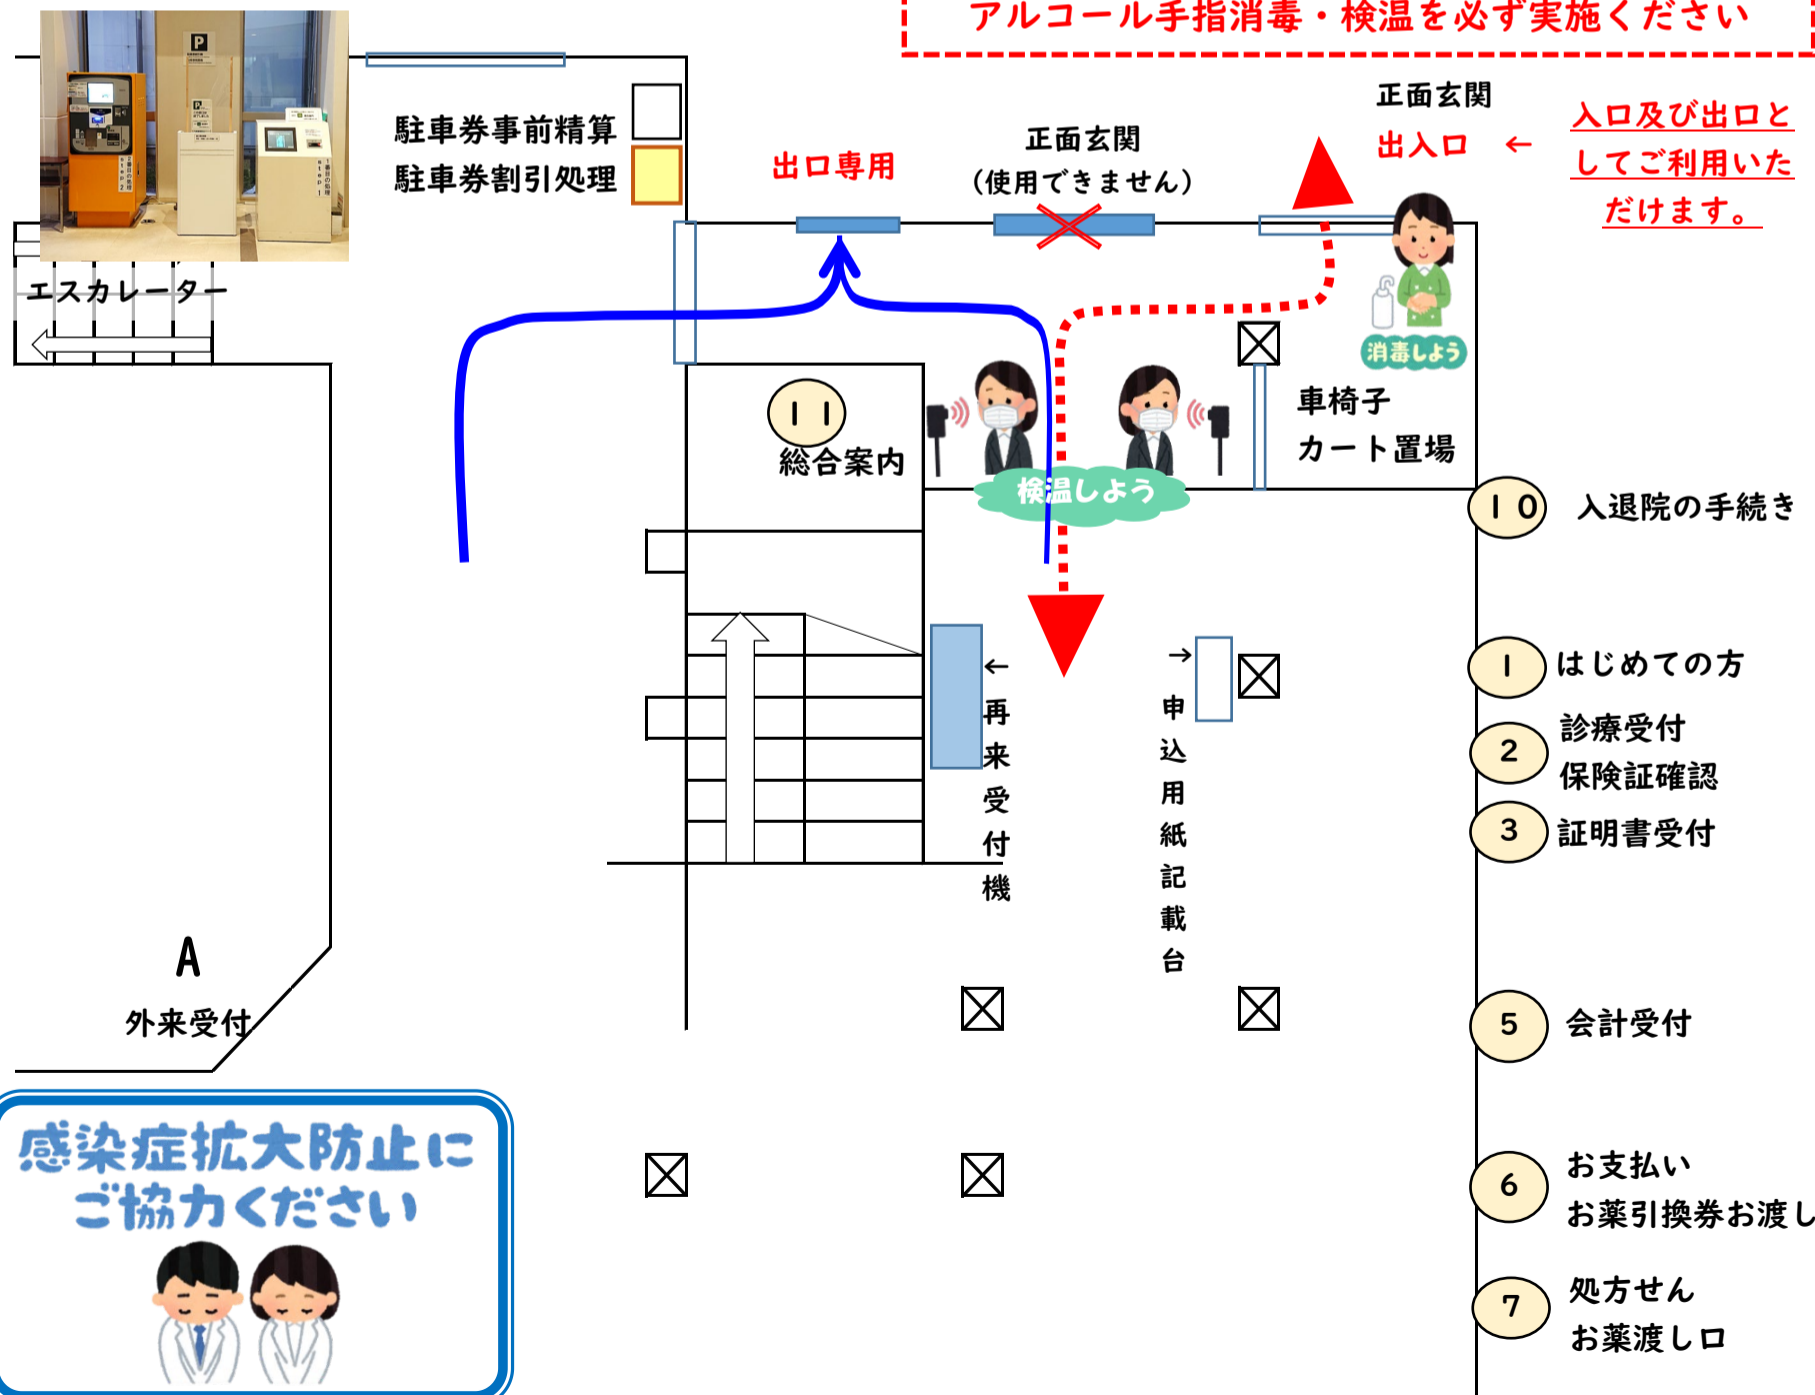 アルコール手指消毒・検温を必ず実施ください
P
駐車券事前精算
駐車券割引処理
出口専用
正面玄関
(使用できません)
正面玄関
出入口 ←
入口及び出口と
してご利用いた
だけます。
エスカレーター
消毒しよう
車椅子
カート置場
11
総合案内
検温しよう
10 入退院の手続き
←再来受付機
→申込用紙記載台
1 はじめての方
2 診療受付
保険証確認
3 証明書受付
A
外来受付
5 会計受付
6 お支払い
お薬引換券お渡し
7 処方せん
お薬渡し口
感染症拡大防止に
ご協力ください